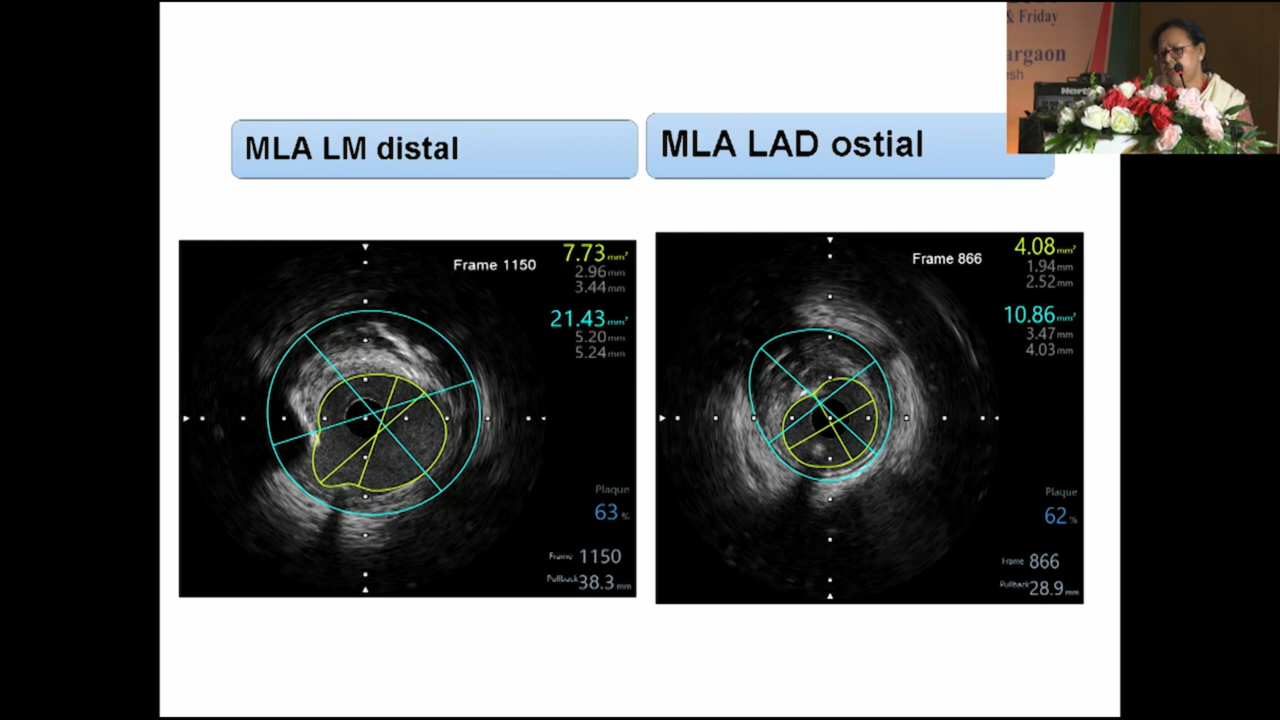 & Friday
argaon
esh
MLA LM distal
MLA LAD ostial
Frame 1150
7.73 mm²
2.96 mm
3.44 mm
21.43 mm²
5.20 mm
5.24 mm
Plaque
63 %
Frame 1150
Pullback 38.3 mm
Frame 866
4.08 mm²
1.94 mm
2.52 mm
10.86 mm²
3.47 mm
4.03 mm
Plaque
62 %
Frame 866
Pullback 28.9 mm